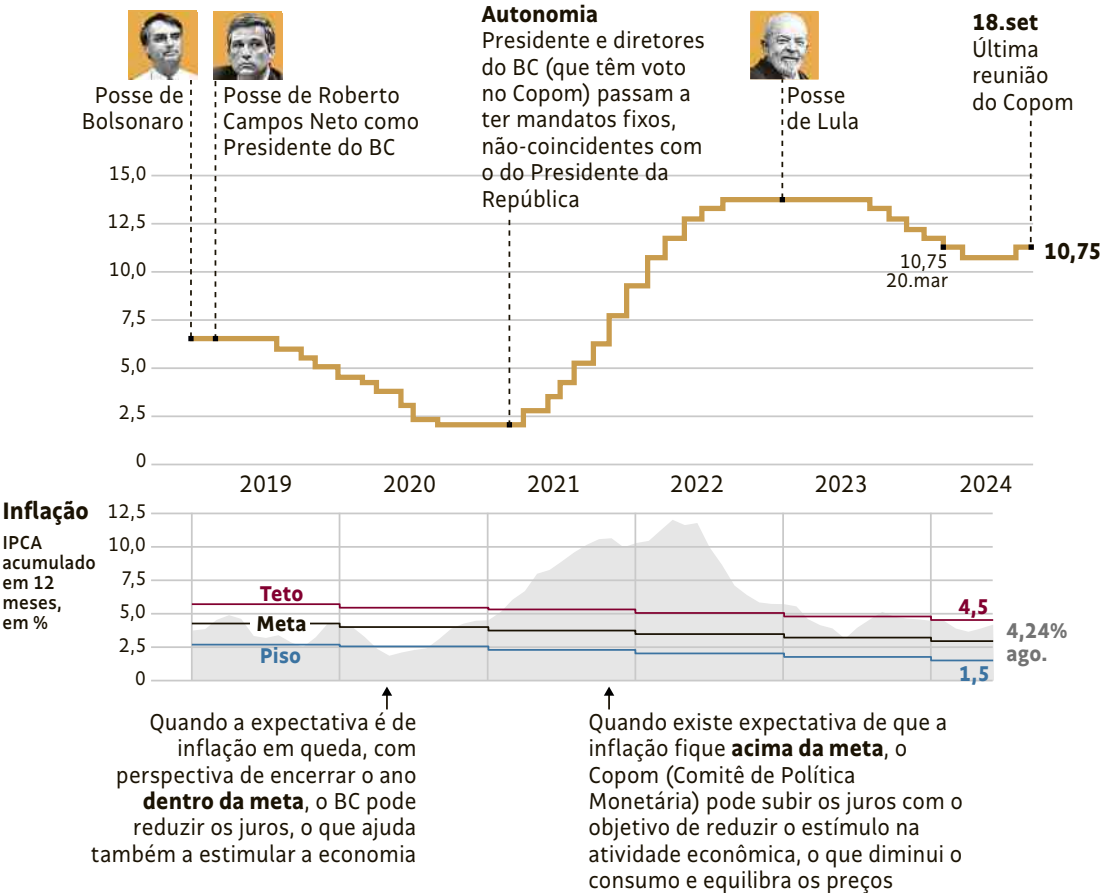 Posse de
Bolsonaro
Posse de Roberto
Campos Neto como
Presidente do BC
Autonomia
Presidente e diretores
do BC (que têm voto
no Copom) passam a
ter mandatos fixos,
não-coincidentes com
o do Presidente da
República
Posse
de Lula
18.set
Última
reunião
do Copom
15,0
12,5
10,0
7,5
5,0
2,5
0
10,75
20.mar
10,75
2019
2020
2021
2022
2023
2024
Inflação
IPCA
acumulado
em 12
meses,
em %
12,5
10,0
7,5
5,0
2,5
0
Teto
Meta
Piso
4,5
1,5
4,24%
ago.
Quando a expectativa é de
inflação em queda, com
perspectiva de encerrar o ano
dentro da meta, o BC pode
reduzir os juros, o que ajuda
também a estimular a economia
Quando existe expectativa de que a
inflação fique acima da meta, o
Copom (Comitê de Política
Monetária) pode subir os juros com o
objetivo de reduzir o estímulo na
atividade econômica, o que diminui o
consumo e equilibra os preços